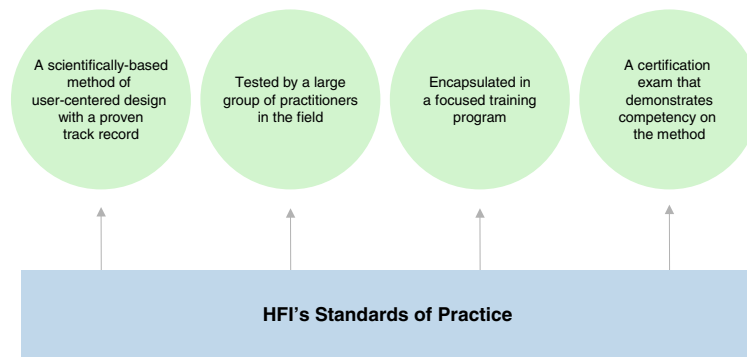 A scientifically-based
method of
user-centered design
with a proven
track record
Tested by a large
group of practitioners
in the field
Encapsulated in
a focused training
program
A certification
exam that
demonstrates
competency on
the method
HFI’s Standards of Practice